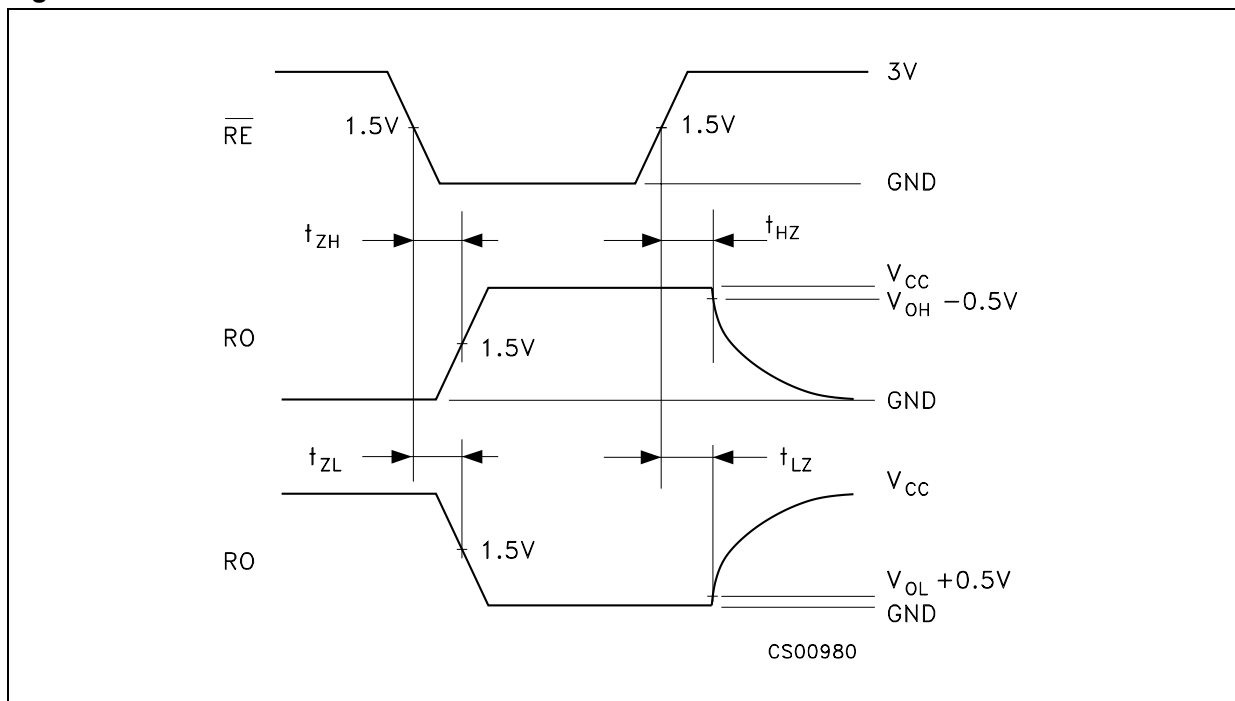 3V
1.5V
1.5V
RE
GND
tZH
tHZ
VCC
VOH −0.5V
RO
1.5V
GND
tZL
tLZ
VCC
1.5V
RO
VOL +0.5V
GND
CS00980